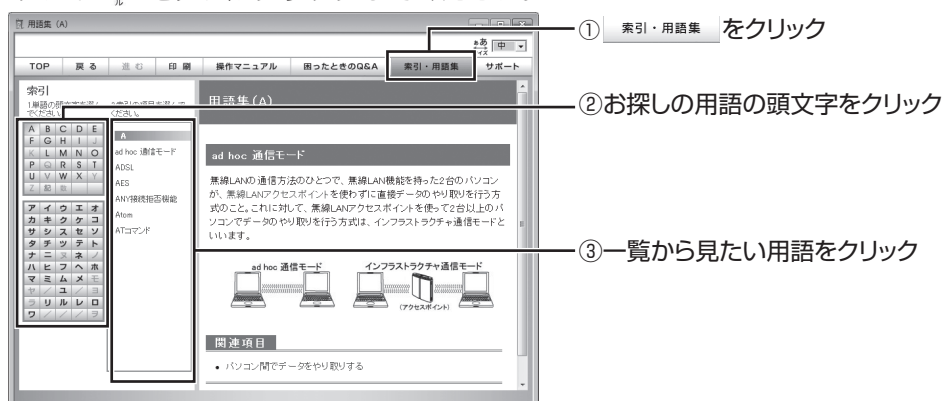 ル
用語集 (A)
① 索引・用語集 をクリック
あ あ 中
イズ
TOP 戻る 進む 印刷 操作マニュアル 困ったときのQ&A 索引・用語集 サポート
索引
用語集(A)
②お探しの用語の頭文字をクリック
でください。 ください。
A B C D E
F G H I J
K L M N O
P Q R S T
U V W X Y
Z 記 数
ア イ ウ エ オ
カ キ ク ケ コ
サ シ ス セ ソ
タ チ ツ テ ト
ナ ニ ヌ ネ ノ
ハ ヒ フ ヘ ホ
マ ミ ム メ モ
ヤ ／ ユ ／ ヨ
ラ リ ル レ ロ
ワ ／ ／ ／ ヲ
A
ad hoc 通信モード
ADSL
AES
ANY接続拒否機能
Atom
ATコマンド
ad hoc 通信モード
無線LANの通信方法のひとつで、無線LAN機能を持った2台のパソコン
が、無線LANアクセスポイントを使わずに直接データのやり取りを行う方
式のこと。これに対して、無線LANアクセスポイントを使って2台以上のパ
ソコンでデータのやり取りを行う方式は、インフラストラクチャ通信モードと
いいます。
③一覧から見たい用語をクリック
ad hoc 通信モード インフラストラクチャ通信モード
(アクセスポイント)
関連項目
• パソコン間でデータをやり取りする